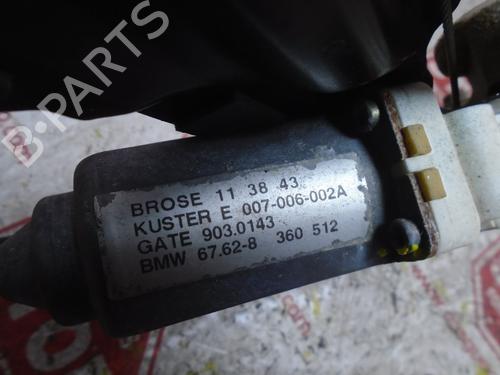 B-PARTS
BROSE 11 38 43
KUSTER E 007-006-002A
GATE 903.0143
BMW 67.62-8 360 512